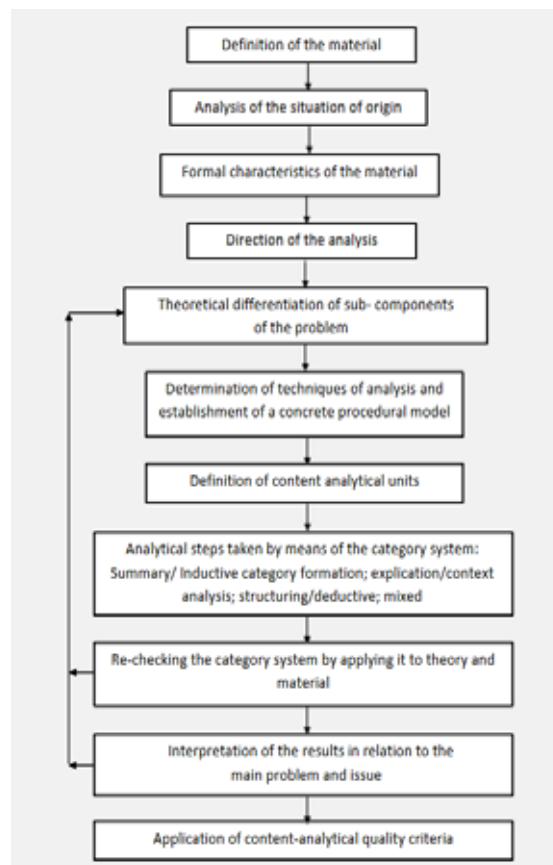 Definition of the material
Analysis of the situation of origin
Formal characteristics of the material
Direction of the analysis
Theoretical differentiation of sub- components
of the problem
Determination of techniques of analysis and
establishment of a concrete procedural model
Definition of content analytical units
Analytical steps taken by means of the category system:
Summary/ Inductive category formation; explication/context
analysis; structuring/deductive; mixed
Re-checking the category system by applying it to theory and
material
Interpretation of the results in relation to the
main problem and issue
Application of content-analytical quality criteria